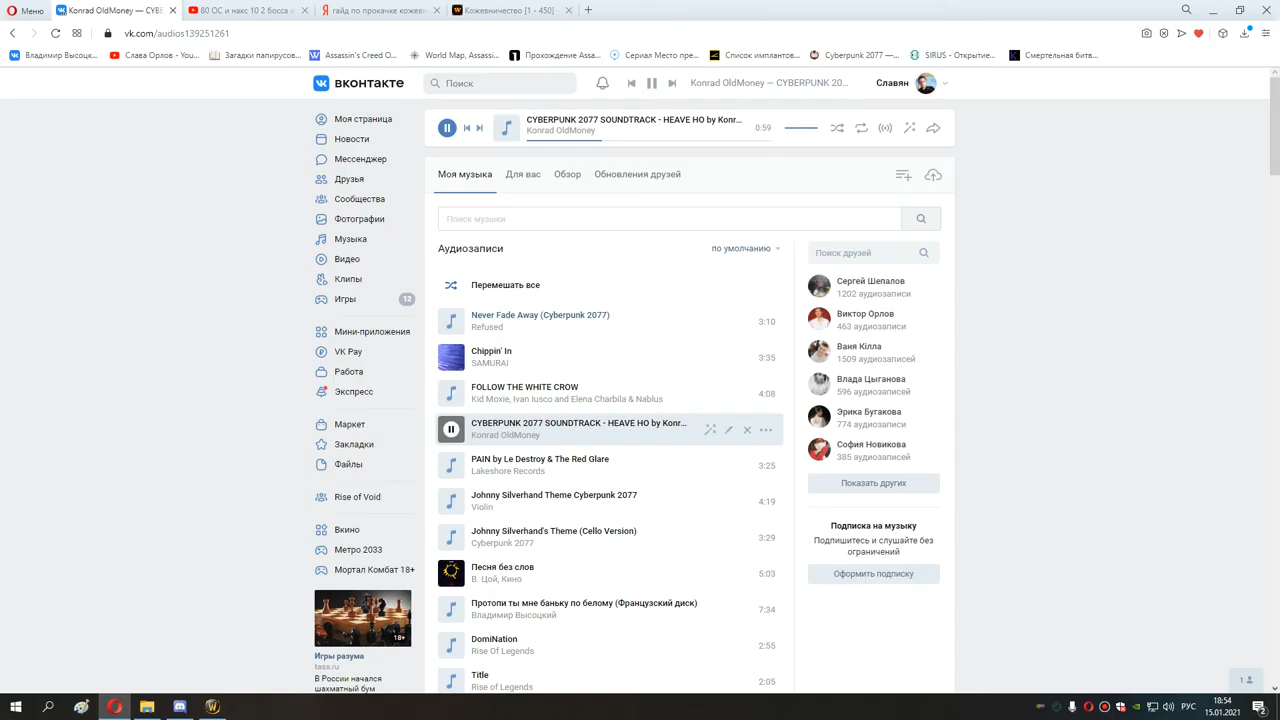 Меню
Konrad OldMoney — CYBE
80 ОС и накс 10 2 босса и
гайд по прокачке кожевн
Кожевничество [1 - 450]
vk.com/audios139251261
Владимир Высоцк...
Слава Орлов - You...
Загадки папирусов...
Assassin's Creed O...
World Map, Assassi...
Прохождение Assa...
Сериал Место пре...
Список имплантов...
Cyberpunk 2077 —...
SIRUS - Открытие...
Смертельная битв...
вконтакте
Поиск
Konrad OldMoney — CYBERPUNK 20...
Славян
Моя страница
Новости
Мессенджер
Друзья
Сообщества
Фотографии
Музыка
Видео
Клипы
Игры
12
Мини-приложения
VK Pay
Работа
Экспресс
Маркет
Закладки
Файлы
Rise of Void
Вкино
Метро 2033
Мортал Комбат 18+
18+
Игры разума
tass.ru
В России начался
шахматный бум
CYBERPUNK 2077 SOUNDTRACK - HEAVE HO by Konr...
Konrad OldMoney
0:59
Моя музыка
Для вас
Обзор
Обновления друзей
Поиск музыки
Аудиозаписи
по умолчанию
Перемешать все
Never Fade Away (Cyberpunk 2077)
Refused
3:10
Chippin' In
SAMURAI
3:35
FOLLOW THE WHITE CROW
Kid Moxie, Ivan Iusco and Elena Charbila & Nablus
4:08
CYBERPUNK 2077 SOUNDTRACK - HEAVE HO by Konr...
Konrad OldMoney
PAIN by Le Destroy & The Red Glare
Lakeshore Records
3:25
Johnny Silverhand Theme Cyberpunk 2077
Violin
4:19
Johnny Silverhand's Theme (Cello Version)
Cyberpunk 2077
3:29
Песня без слов
В. Цой, Кино
5:03
Протопи ты мне баньку по белому (Французский диск)
Владимир Высоцкий
7:34
DomiNation
Rise Of Legends
2:55
Title
Rise of Legends
2:05
Поиск друзей
Сергей Шепалов
1202 аудиозаписи
Виктор Орлов
463 аудиозаписи
Ваня Кілла
1509 аудиозаписей
Влада Цыганова
596 аудиозаписей
Эрика Бугакова
774 аудиозаписи
София Новикова
385 аудиозаписей
Показать других
Подписка на музыку
Подпишитесь и слушайте без
ограничений
Оформить подписку
1
РУС
18:54
15.01.2021
2